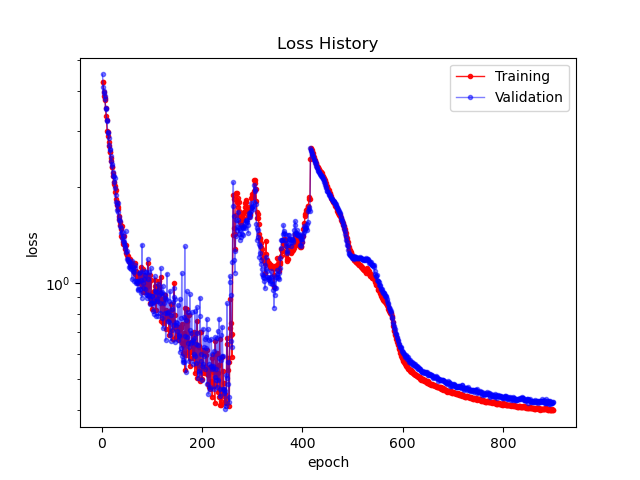 Loss History
Training
Validation
loss
10⁰
0 200 400 600 800
epoch